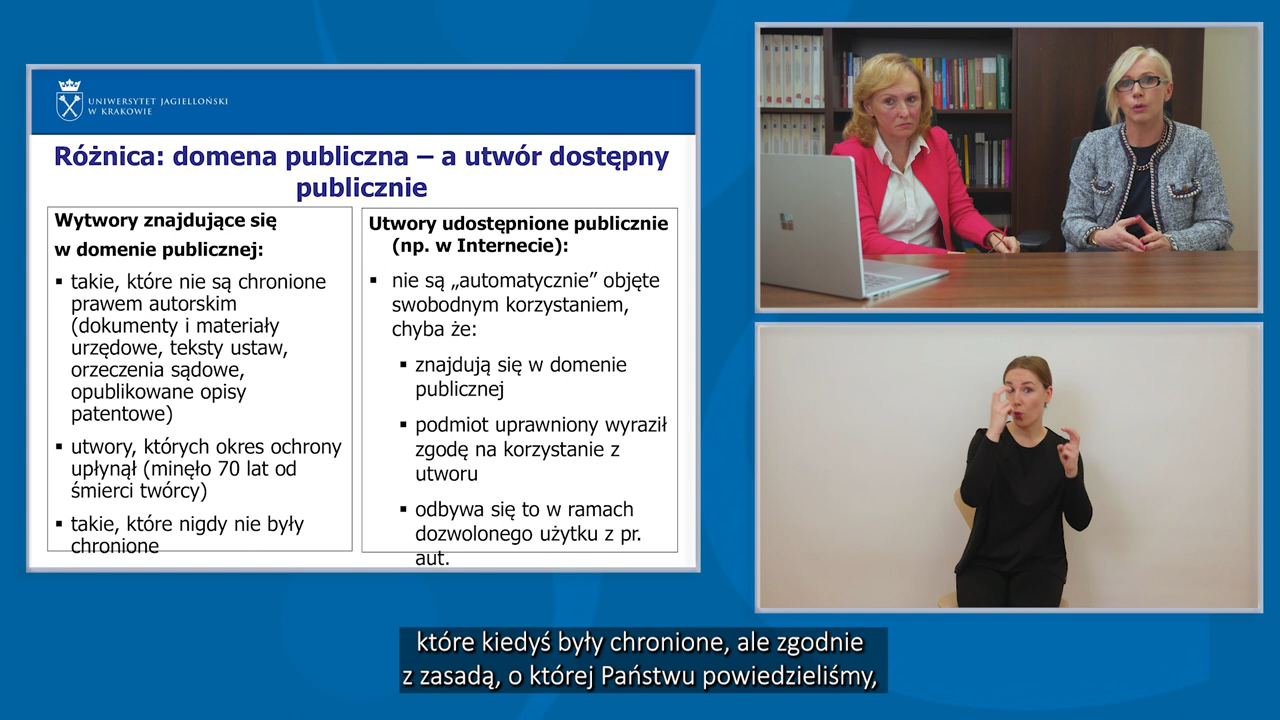 UNIWERSYTET JAGIELLOŃSKI
W KRAKOWIE
Różnica: domena publiczna – a utwór dostępny
publicznie
Wytwory znajdujące się
w domenie publicznej:
▪ takie, które nie są chronione
prawem autorskim
(dokumenty i materiały
urzędowe, teksty ustaw,
orzeczenia sądowe,
opublikowane opisy
patentowe)
▪ utwory, których okres ochrony
upłynął (minęło 70 lat od
śmierci twórcy)
▪ takie, które nigdy nie były
chronione
Utwory udostępnione publicznie
(np. w Internecie):
▪ nie są „automatycznie” objęte
swobodnym korzystaniem,
chyba że:
▪ znajdują się w domenie
publicznej
▪ podmiot uprawniony wyraził
zgodę na korzystanie z
utworu
▪ odbywa się to w ramach
dozwolonego użytku z pr.
aut.
które kiedyś były chronione, ale zgodnie
z zasadą, o której Państwu powiedzieliśmy,